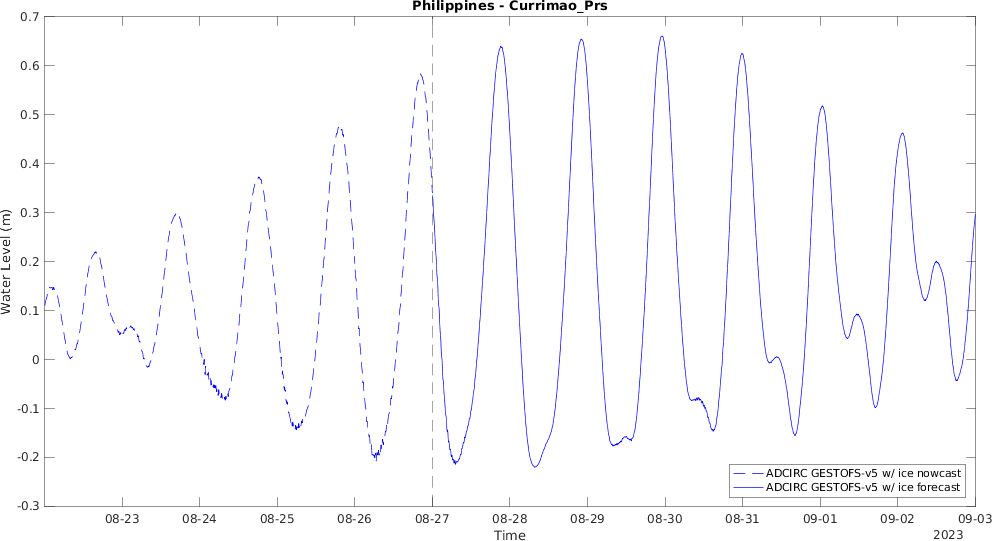 Philippines - Currimao_Prs
0.7
0.6
0.5
0.4
0.3
0.2
0.1
0
-0.1
-0.2
-0.3
Water Level (m)
ADCIRC GESTOFS-v5 w/ ice nowcast
ADCIRC GESTOFS-v5 w/ ice forecast
08-23 08-24 08-25 08-26 08-27 08-28 08-29 08-30 08-31 09-01 09-02 09-03
Time
2023